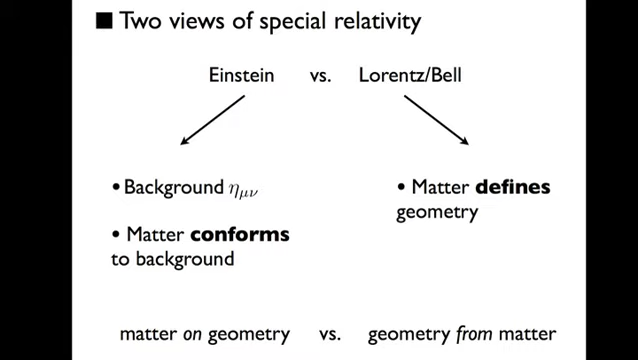 ■ Two views of special relativity
Einstein vs. Lorentz/Bell
• Background ημν
• Matter conforms
to background
• Matter defines
geometry
matter on geometry vs. geometry from matter